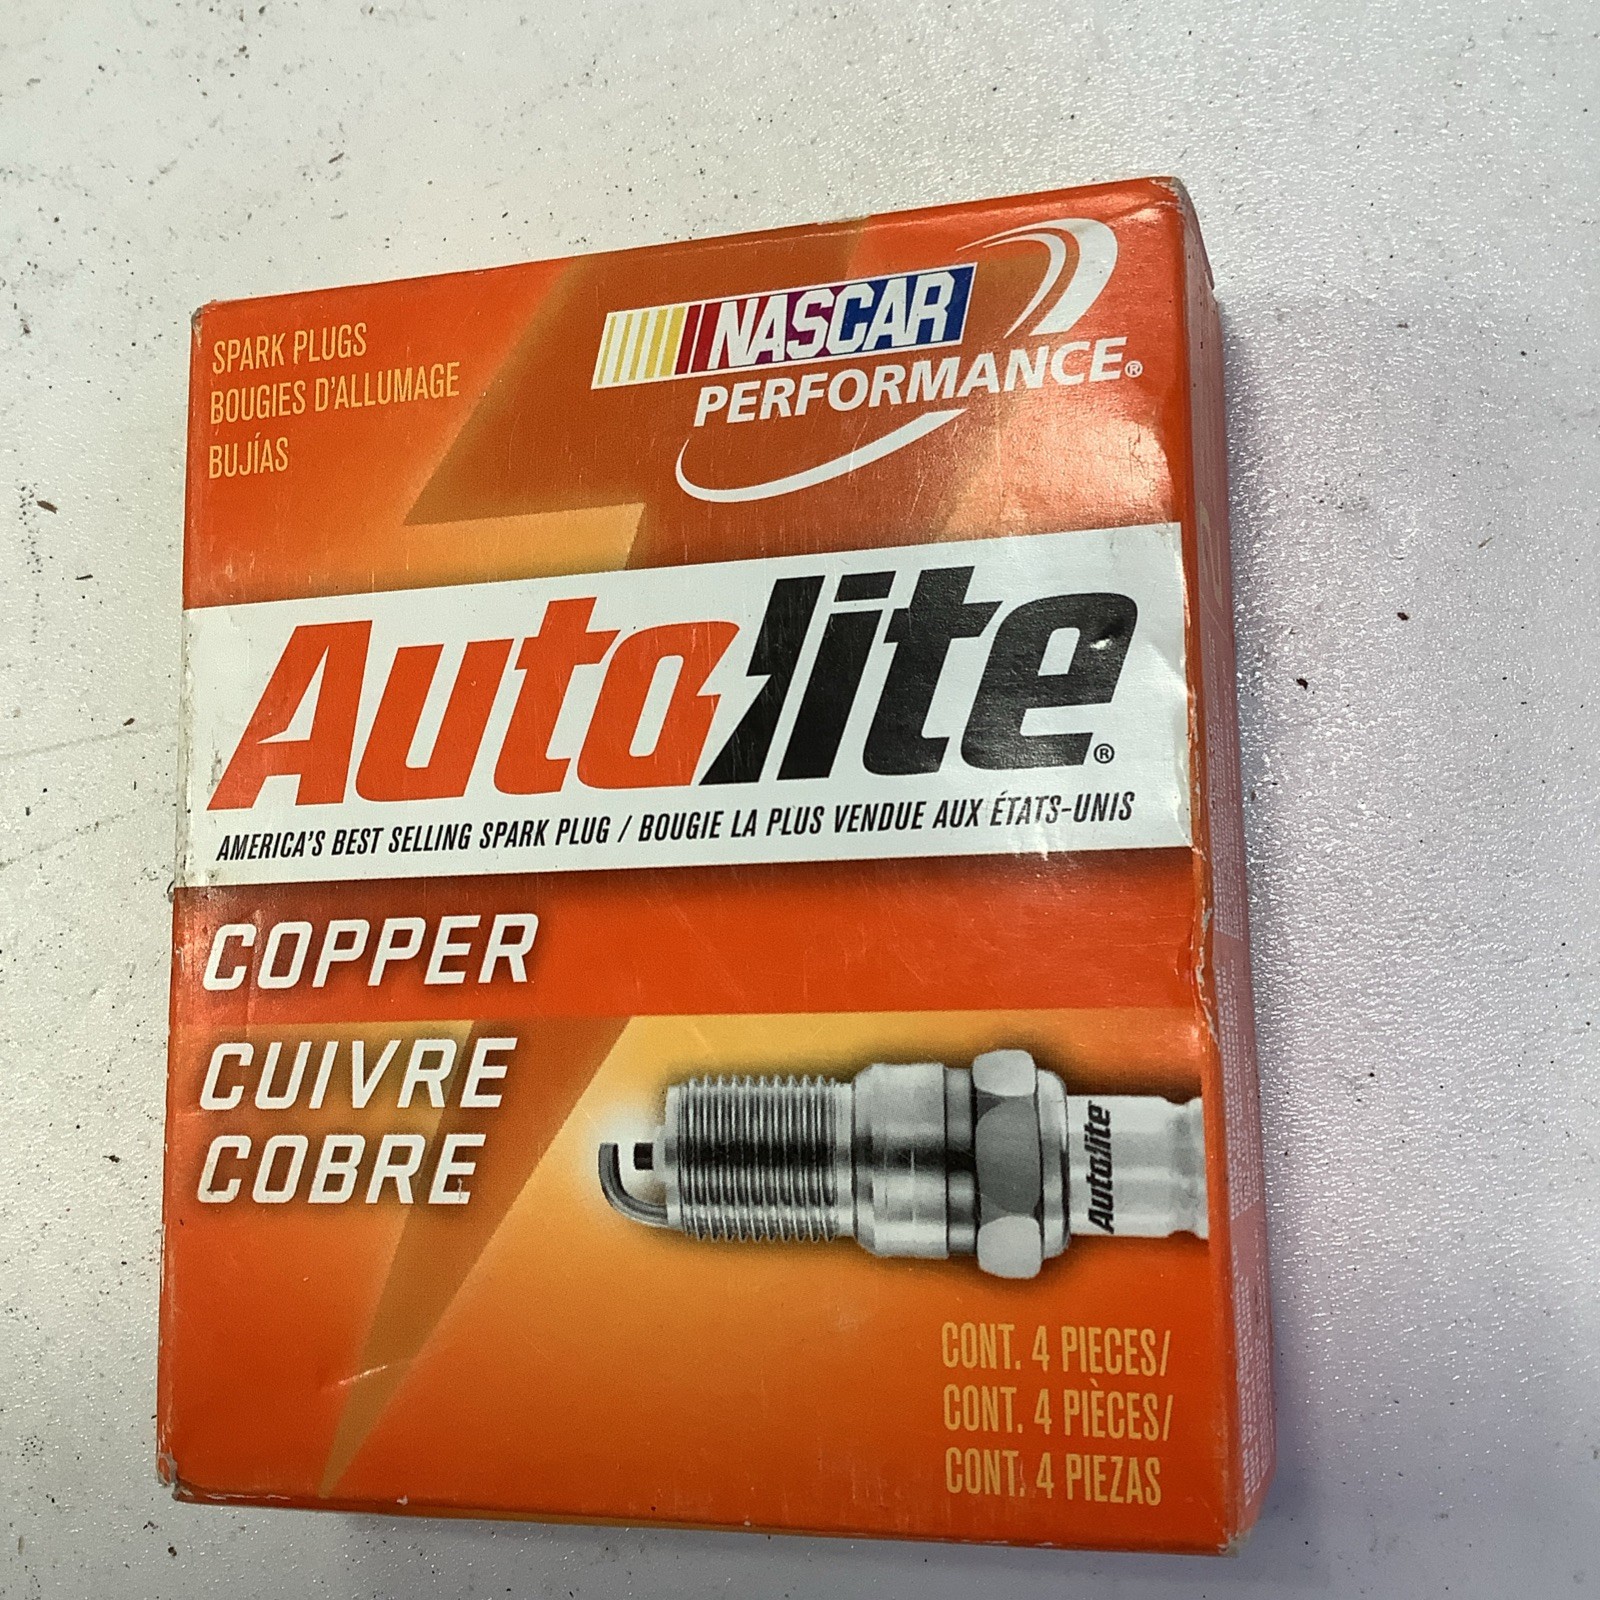 SPARK PLUGS
BOUGIES D'ALLUMAGE
BUJÍAS
NASCAR
PERFORMANCE®
Autolite®
AMERICA'S BEST SELLING SPARK PLUG / BOUGIE LA PLUS VENDUE AUX ÉTATS-UNIS
COPPER
CUIVRE
COBRE
Autolite
CONT. 4 PIECES/
CONT. 4 PIÈCES/
CONT. 4 PIEZAS